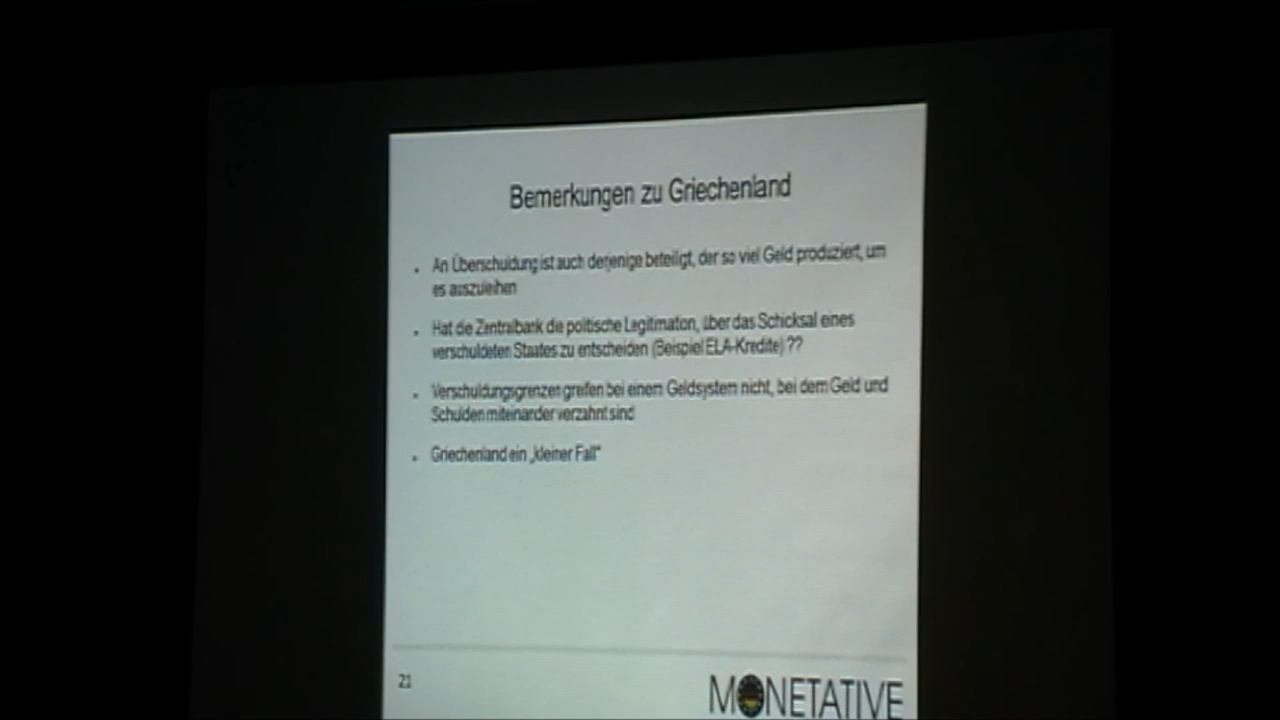 Bemerkungen zu Griechenland
• An Überschuldung ist auch derjenige beteiligt, der so viel Geld produziert, um
es auszuleihen
• Hat die Zentralbank die politische Legitimation, über das Schicksal eines
verschuldeten Staates zu entscheiden (Beispiel ELA-Kredite) ??
• Verschuldungsgrenzen greifen bei einem Geldsystem nicht, bei dem Geld und
Schulden miteinander verzahnt sind
• Griechenland ein „kleiner Fall“
21
MONETATIVE